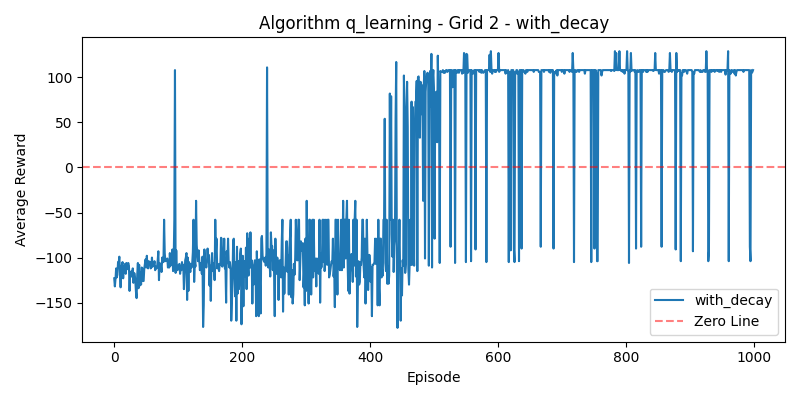 Algorithm q_learning - Grid 2 - with_decay
Average Reward
100
50
0
−50
−100
−150
with_decay
Zero Line
0
200
400
600
800
1000
Episode